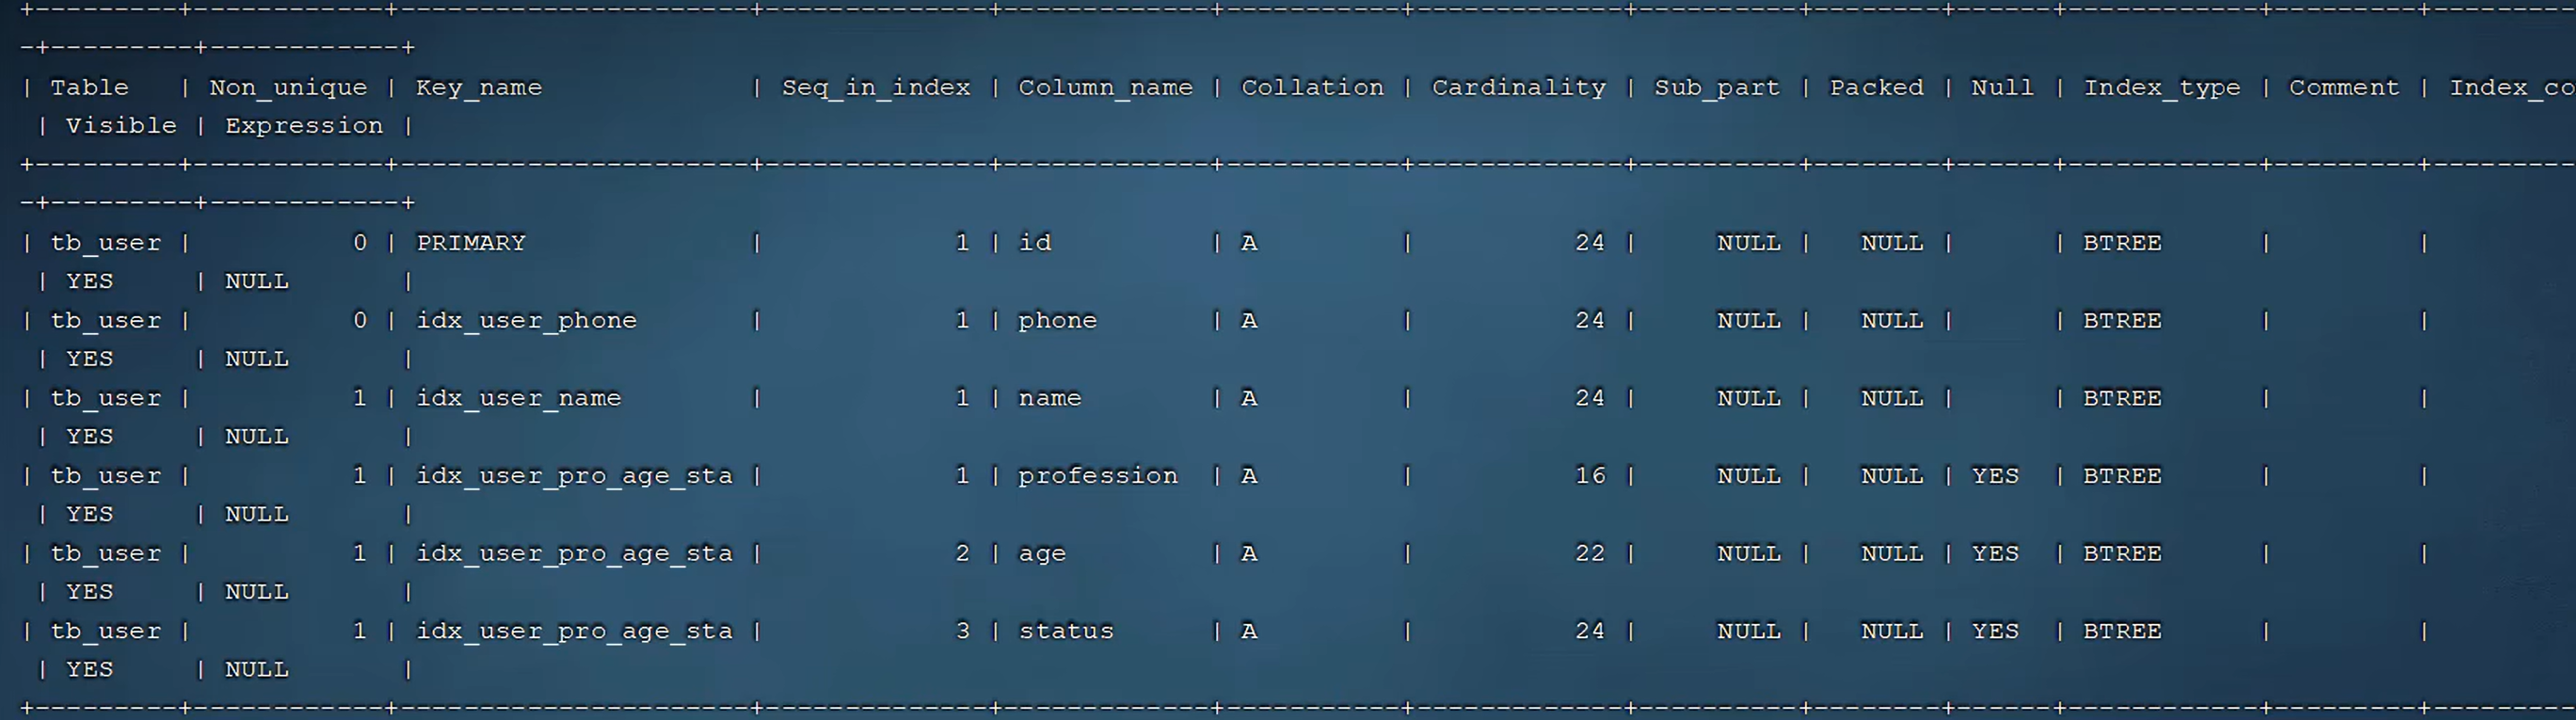 +---------+------------+----------------------+--------------+-------------+-----------+-------------+----------+--------+------+------------+---------+---------
-+---------+------------+
| Table   | Non_unique | Key_name             | Seq_in_index | Column_name | Collation | Cardinality | Sub_part | Packed | Null | Index_type | Comment | Index_co
 | Visible | Expression |
+---------+------------+----------------------+--------------+-------------+-----------+-------------+----------+--------+------+------------+---------+---------
-+---------+------------+
| tb_user |          0 | PRIMARY              |            1 | id          | A         |          24 |     NULL |   NULL |      | BTREE      |         |
 | YES     | NULL       |
| tb_user |          0 | idx_user_phone       |            1 | phone       | A         |          24 |     NULL |   NULL |      | BTREE      |         |
 | YES     | NULL       |
| tb_user |          1 | idx_user_name        |            1 | name        | A         |          24 |     NULL |   NULL |      | BTREE      |         |
 | YES     | NULL       |
| tb_user |          1 | idx_user_pro_age_sta |            1 | profession  | A         |          16 |     NULL |   NULL | YES  | BTREE      |         |
 | YES     | NULL       |
| tb_user |          1 | idx_user_pro_age_sta |            2 | age         | A         |          22 |     NULL |   NULL | YES  | BTREE      |         |
 | YES     | NULL       |
| tb_user |          1 | idx_user_pro_age_sta |            3 | status      | A         |          24 |     NULL |   NULL | YES  | BTREE      |         |
 | YES     | NULL       |
+---------+------------+----------------------+--------------+-------------+-----------+-------------+----------+--------+------+------------+---------+---------